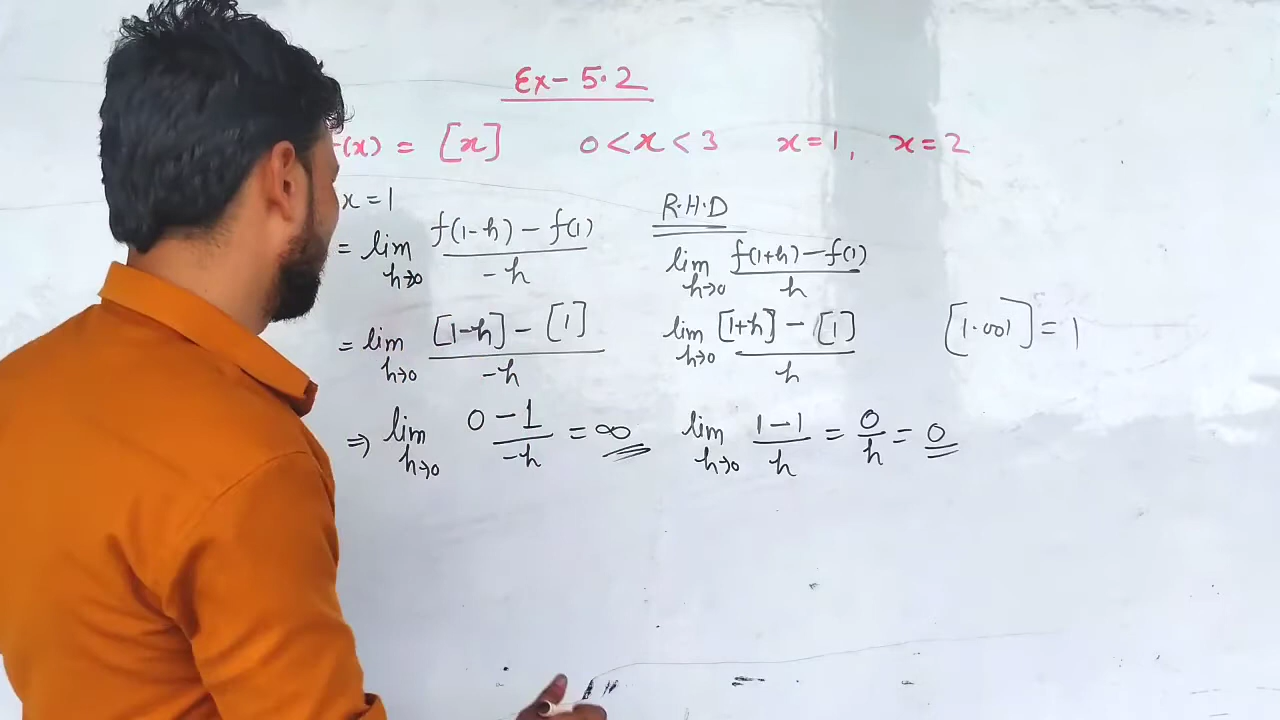 Ex - 5.2
f(x) = [x] 0 < x < 3 x = 1, x = 2
x = 1
= lim h→0 f(1-h) - f(1) / -h
= lim h→0 [1-h] - [1] / -h
⇒ lim h→0 0 - 1 / -h = ∞
R.H.D
lim h→0 f(1+h) - f(1) / h
lim h→0 [1+h] - [1] / h [1.001] = 1
lim h→0 1 - 1 / h = 0 / h = 0